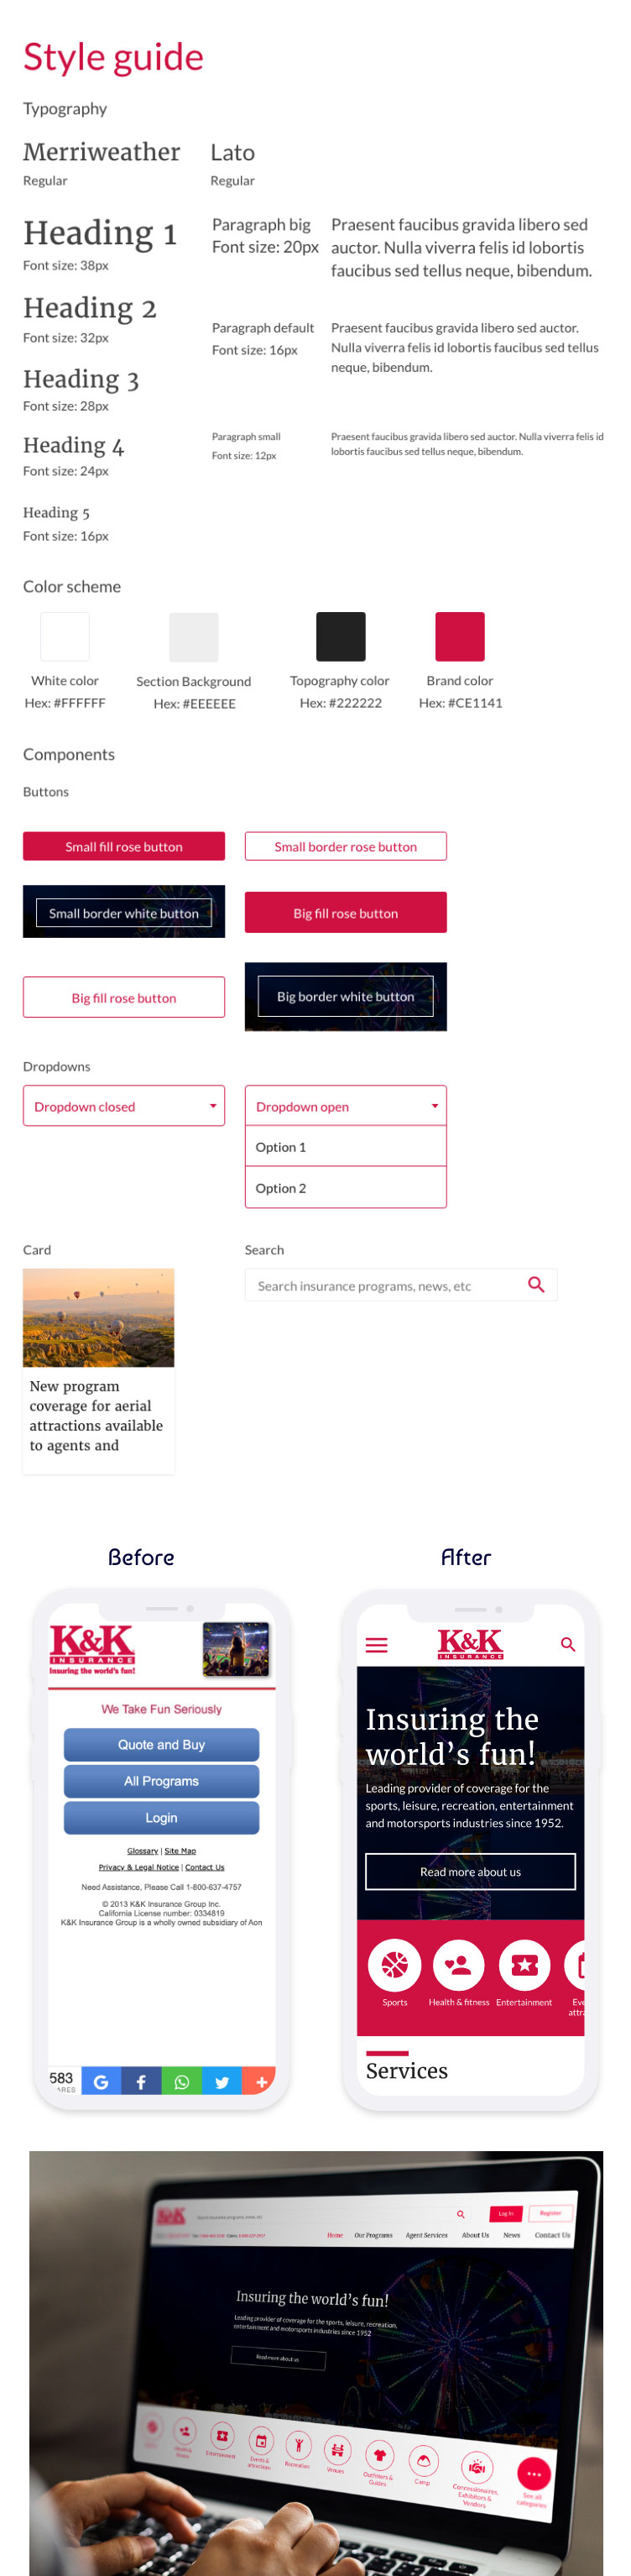 Style guide
Typography
Merriweather
Regular
Lato
Regular
Heading 1
Font size: 38px
Heading 2
Font size: 32px
Heading 3
Font size: 28px
Heading 4
Font size: 24px
Heading 5
Font size: 16px
Paragraph big
Font size: 20px
Praesent faucibus gravida libero sed
auctor. Nulla viverra felis id lobortis
faucibus sed tellus neque, bibendum.
Paragraph default
Font size: 16px
Praesent faucibus gravida libero sed auctor.
Nulla viverra felis id lobortis faucibus sed tellus
neque, bibendum.
Paragraph small
Font size: 12px
Praesent faucibus gravida libero sed auctor. Nulla viverra felis id
lobortis faucibus sed tellus neque, bibendum.
Color scheme
White color
Hex: #FFFFFF
Section Background
Hex: #EEEEEE
Topography color
Hex: #222222
Brand color
Hex: #CE1141
Components
Buttons
Small fill rose button
Small border rose button
Small border white button
Big fill rose button
Big fill rose button
Big border white button
Dropdowns
Dropdown closed
Dropdown open
Option 1
Option 2
Card
New program
coverage for aerial
attractions available
to agents and
Search
Search insurance programs, news, etc
Before
K&K
INSURANCE
Insuring the world's fun!
We Take Fun Seriously
Quote and Buy
All Programs
Login
Glossary | Site Map
Privacy & Legal Notice | Contact Us
Need Assistance, Please Call 1-800-637-4757
© 2013 K&K Insurance Group Inc.
California License number: 0334819
K&K Insurance Group is a wholly owned subsidiary of Aon
583
ARES
After
K&K
INSURANCE
Insuring the
world's fun!
Leading provider of coverage for the
sports, leisure, recreation, entertainment
and motorsports industries since 1952.
Read more about us
Sports
Health & fitness
Entertainment
Eve
attra
Services
K&K
Log In
Register
Home
Our Programs
Agent Services
About Us
News
Contact Us
Insuring the world's fun!
Leading provider of coverage for the sports, leisure, recreation,
entertainment and motorsports industries since 1952
Read more about us
Health &
fitness
Entertainment
Events &
attraction
Recreation
Venues
Outfitters &
Guides
Camp
Concessionaires,
Exhibitors &
Vendors
See all
categories